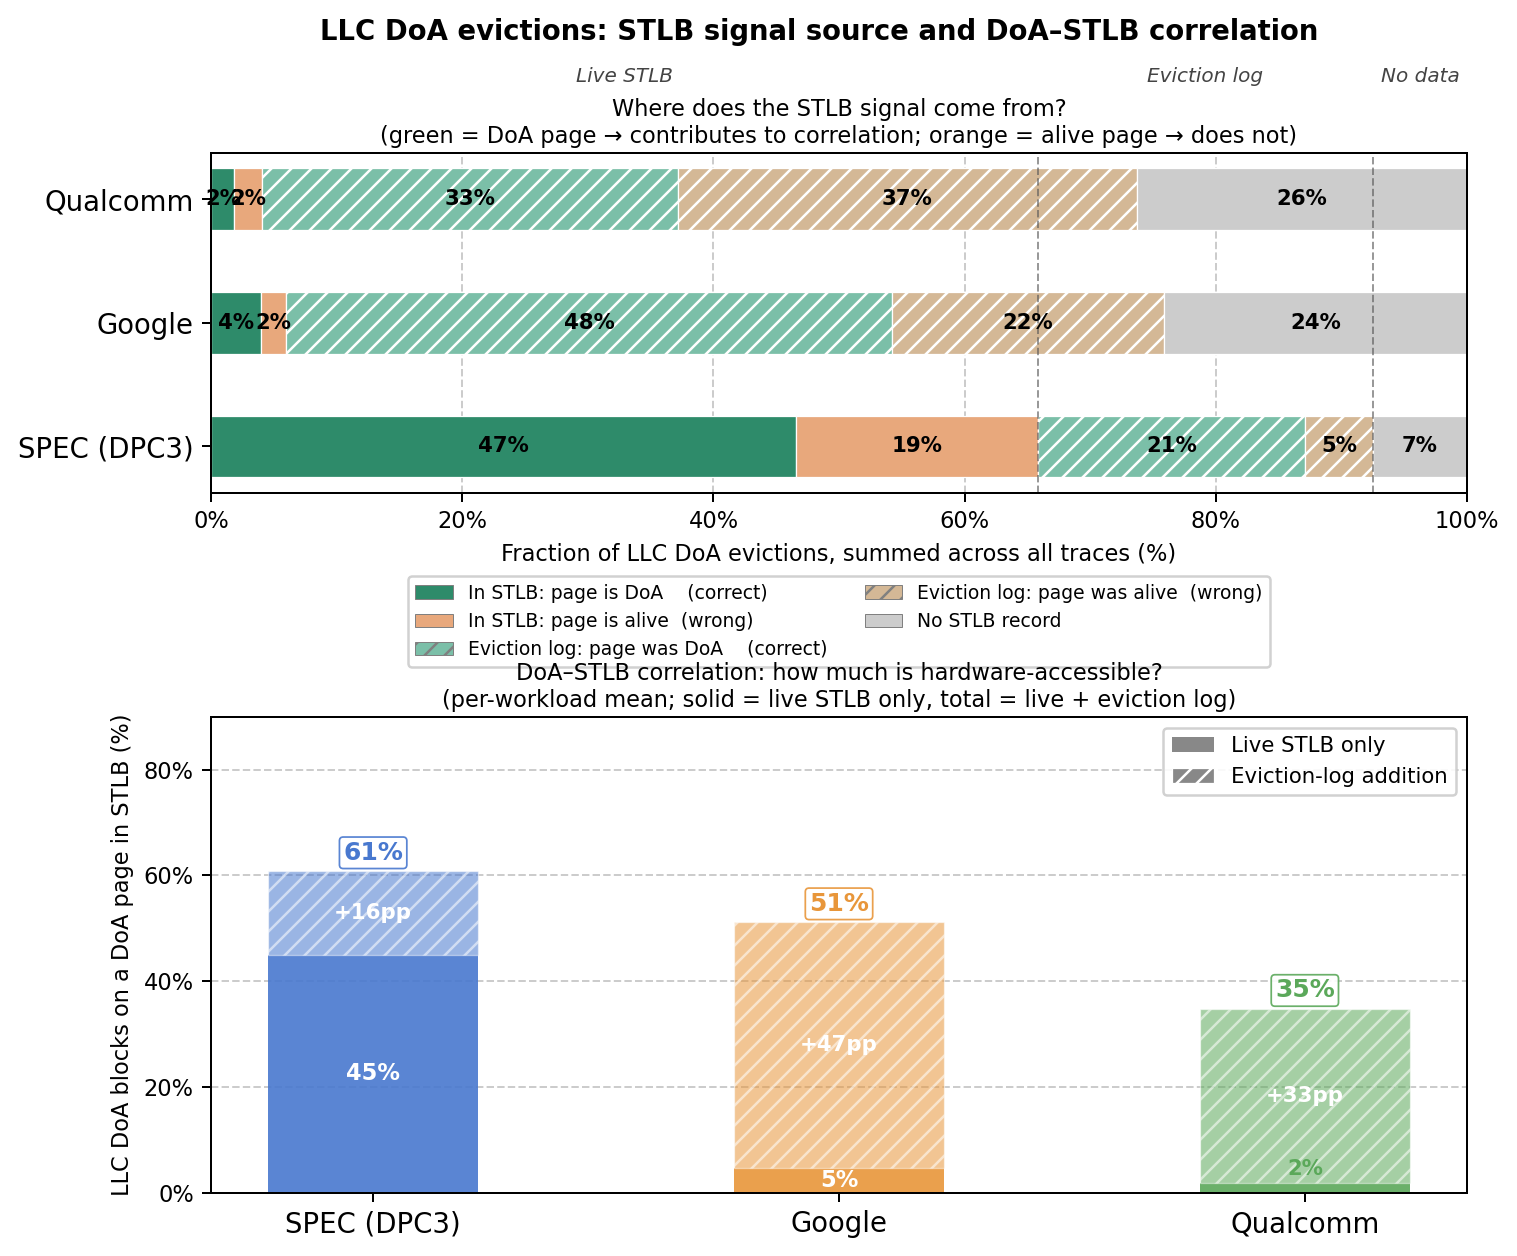 LLC DoA evictions: STLB signal source and DoA–STLB correlation
Live STLB Eviction log No data
Where does the STLB signal come from?
(green = DoA page → contributes to correlation; orange = alive page → does not)
Qualcomm 2% 2% 33% 37% 26%
Google 4% 2% 48% 22% 24%
SPEC (DPC3) 47% 19% 21% 5% 7%
0% 20% 40% 60% 80% 100%
Fraction of LLC DoA evictions, summed across all traces (%)
In STLB: page is DoA (correct)
In STLB: page is alive (wrong)
Eviction log: page was DoA (correct)
Eviction log: page was alive (wrong)
No STLB record
DoA–STLB correlation: how much is hardware-accessible?
(per-workload mean; solid = live STLB only, total = live + eviction log)
LLC DoA blocks on a DoA page in STLB (%)
Live STLB only
Eviction-log addition
80%
60%
40%
20%
0%
61%
+16pp
45%
51%
+47pp
5%
35%
+33pp
2%
SPEC (DPC3) Google Qualcomm